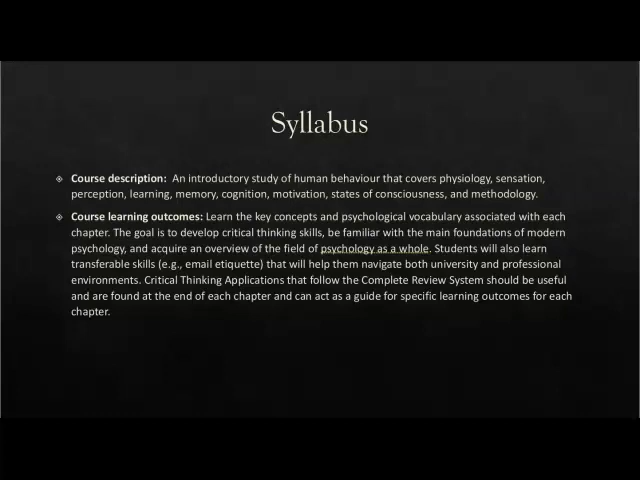 Syllabus
Course description: An introductory study of human behaviour that covers physiology, sensation,
perception, learning, memory, cognition, motivation, states of consciousness, and methodology.
Course learning outcomes: Learn the key concepts and psychological vocabulary associated with each
chapter. The goal is to develop critical thinking skills, be familiar with the main foundations of modern
psychology, and acquire an overview of the field of psychology as a whole. Students will also learn
transferable skills (e.g., email etiquette) that will help them navigate both university and professional
environments. Critical Thinking Applications that follow the Complete Review System should be useful
and are found at the end of each chapter and can act as a guide for specific learning outcomes for each
chapter.